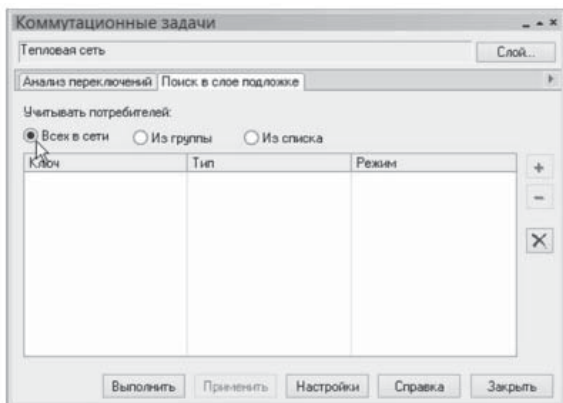 Коммутационные задачи
Тепловая сеть
Слой...
Анализ переключений Поиск в слое подложке
Учитывать потребителей:
Всех в сети Из группы Из списка
Ключ Тип Режим
Выполнить Применить Настройки Справка Закрыть